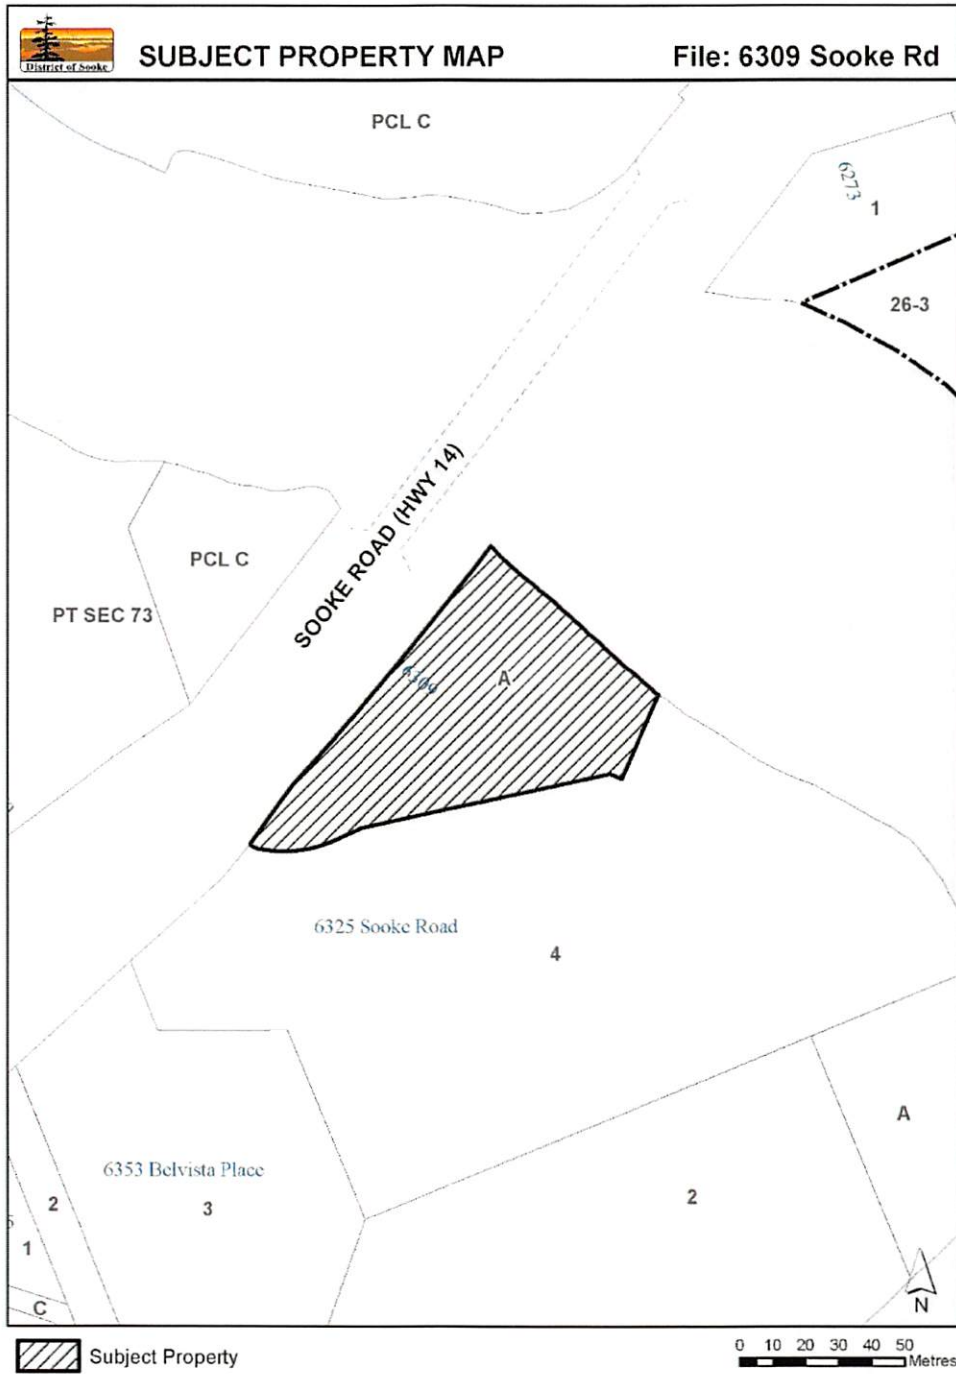 District of Sooke
SUBJECT PROPERTY MAP
File: 6309 Sooke Rd
PCL C
6273
1
26-3
SOOKE ROAD (HWY 14)
PCL C
PT SEC 73
6309
A
6325 Sooke Road
4
A
6353 Belvista Place
2
3
2
1
C
N
Subject Property
0 10 20 30 40 50
Metres